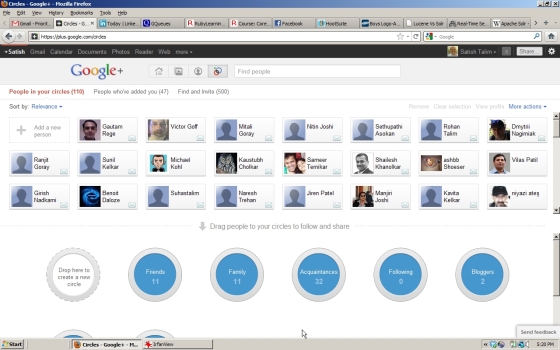 Circles - Google+ - Mozilla Firefox
File Edit View History Bookmarks Tools Help
Gmail - Priorit... Circles - G... Today | Linke... GQueues RubyLearning... Course: Core... Facebook HootSuite Boys Logo-A... Lucene Vs Sol... Real-Time Se... Apache Solr -
https://plus.google.com/circles
Google
+Satish Gmail Calendar Documents Photos Reader Web more
Satish Talim Share...
Google+ Find people
People in your circles (110) People who've added you (47) Find and Invite (500)
Sort by: Relevance Remove Clear selection View profile More actions
Add a new person
Gautam Rege
Victor Goff
Mitali Goray
Nitin Joshi
Sethupathi Asokan
Rohan Talim
Dmytrii Nagirniak
Ranjit Goray
Sunil Kelkar
Michael Kohl
Kaustubh Cholkar
Sameer Temikar
Shailesh Khanolkar
ashbb Shoeser
Vilas Patil
Girish Nadkarni
Benoit Daloze
Suhastalim
Naresh Trehan
Jiren Patel
Manjiri Joshi
Kavita Kelkar
niyazi ateş
Drag people to your circles to follow and share
Drop here to create a new circle
Friends 11
Family 11
Acquaintances 32
Following 0
Bloggers 2
Send feedback
Start Circles - Google+ - M... IrfanView 5:20 PM